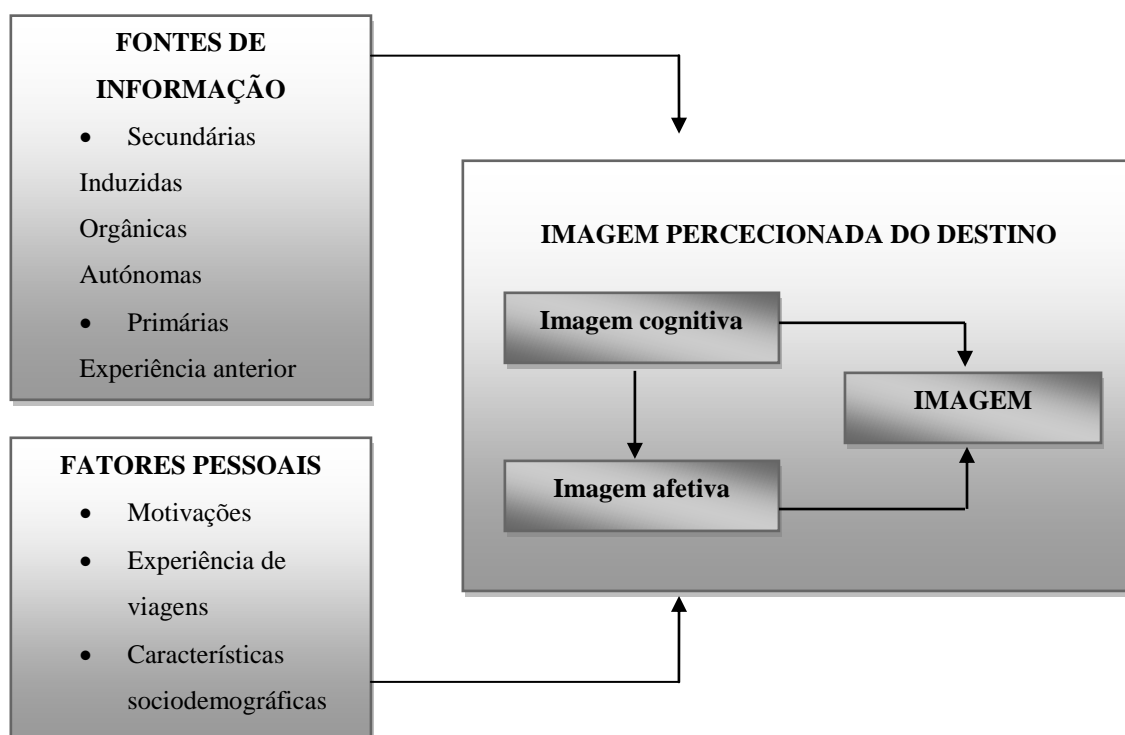 FONTES DE
INFORMAÇÃO
• Secundárias
Induzidas
Orgânicas
Autónomas
• Primárias
Experiência anterior
FATORES PESSOAIS
• Motivações
• Experiência de
viagens
• Características
sociodemográficas
IMAGEM PERCECIONADA DO DESTINO
Imagem cognitiva
IMAGEM
Imagem afetiva